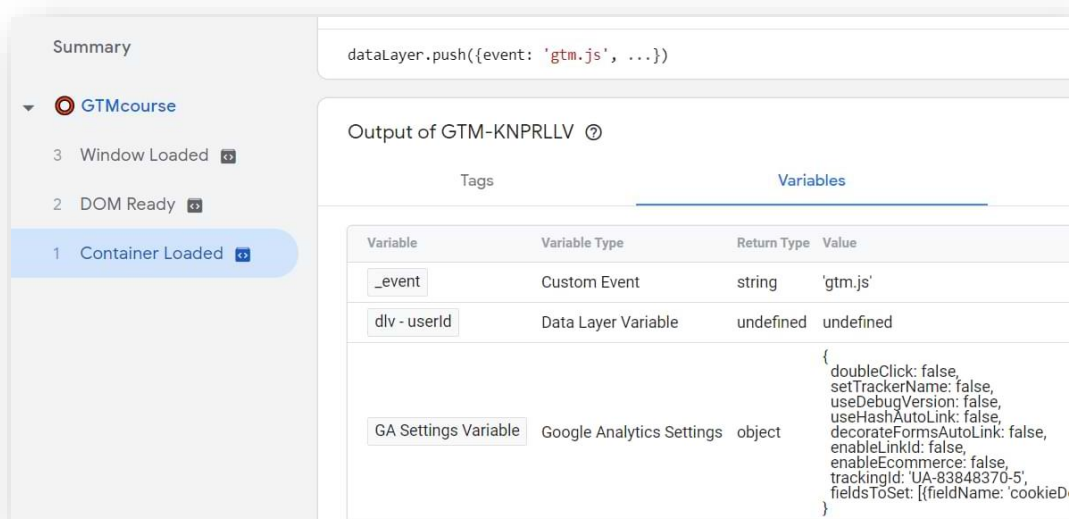 Summary
GTMcourse
3 Window Loaded
2 DOM Ready
1 Container Loaded
dataLayer.push({event: 'gtm.js', ...})
Output of GTM-KNPRLLV
Tags Variables
Variable Variable Type Return Type Value
_event Custom Event string 'gtm.js'
dlv - userId Data Layer Variable undefined undefined
GA Settings Variable Google Analytics Settings object
{
doubleClick: false,
setTrackerName: false,
useDebugVersion: false,
useHashAutoLink: false,
decorateFormsAutoLink: false,
enableLinkId: false,
enableEcommerce: false,
trackingId: 'UA-83848370-5',
fieldsToSet: [{fieldName: 'cookieDo
}